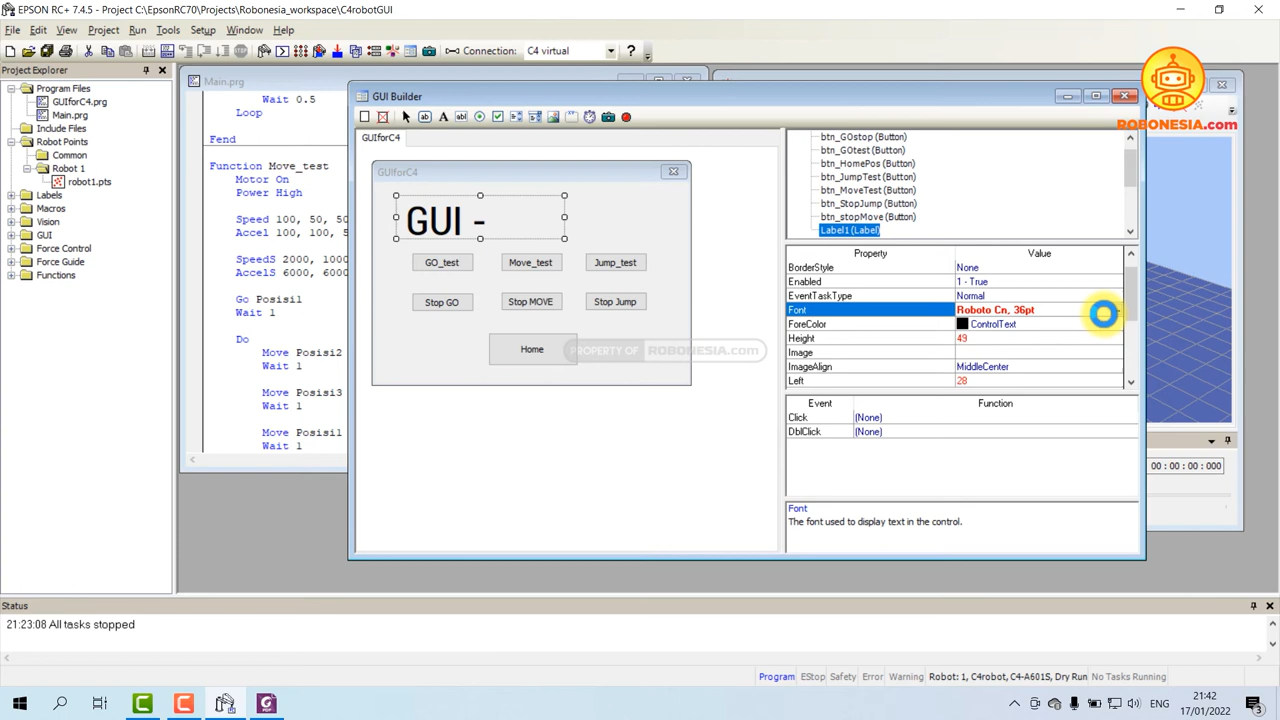 EPSON RC+ 7.4.5 - Project C:\EpsonRC70\Projects\Robonesia_workspace\C4robotGUI
File Edit View Project Run Tools Setup Window Help
Connection: C4 virtual
Project Explorer
Program Files
GUIforC4.prg
Main.prg
Include Files
Robot Points
Common
Robot 1
robot1.pts
Labels
Macros
Vision
GUI
Force Control
Force Guide
Functions
Main.prg
Wait 0.5
Loop
Fend
Function Move_test
Motor On
Power High
Speed 100, 50, 50
Accel 100, 100, 5
SpeedS 2000, 1000
AccelS 6000, 6000
Go Posisi1
Wait 1
Do
Move Posisi2
Wait 1
Move Posisi3
Wait 1
Move Posisi1
Wait 1
GUI Builder
GUIforC4
GUIforC4
GUI -
GO_test Move_test Jump_test
Stop GO Stop MOVE Stop Jump
Home
PROPERTY OF ROBONESIA.com
btn_GOstop (Button)
btn_GOtest (Button)
btn_HomePos (Button)
btn_JumpTest (Button)
btn_MoveTest (Button)
btn_StopJump (Button)
btn_stopMove (Button)
Label1 (Label)
Property Value
BorderStyle None
Enabled 1 - True
EventTaskType Normal
Font Roboto Cn, 36pt
ForeColor ControlText
Height 49
Image
ImageAlign MiddleCenter
Left 28
Event Function
Click (None)
DblClick (None)
Font
The font used to display text in the control.
ROBONESIA.com
00 : 00 : 00 : 000
Status
21:23:08 All tasks stopped
Program EStop Safety Error Warning Robot: 1, C4robot, C4-A601S, Dry Run No Tasks Running
ENG
21:42
17/01/2022
3